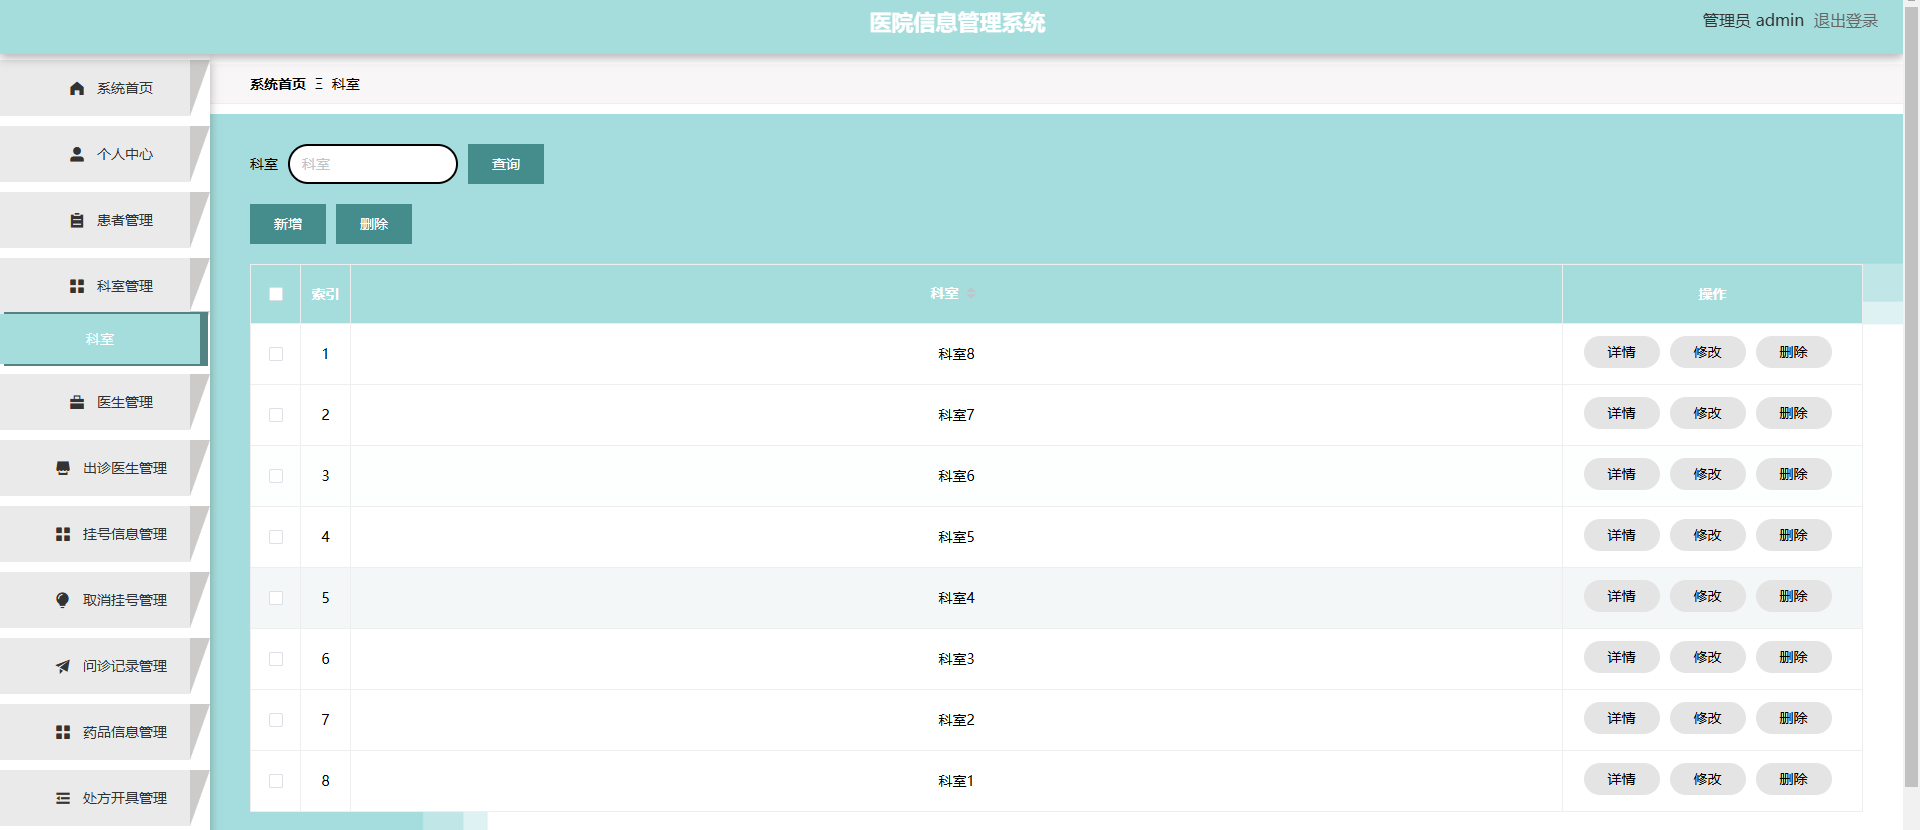 医院信息管理系统
管理员 admin 退出登录
系统首页
个人中心
患者管理
科室管理
科室
医生管理
出诊医生管理
挂号信息管理
取消挂号管理
问诊记录管理
药品信息管理
处方开具管理
系统首页 Ξ 科室
科室 科室 查询
新增 删除
索引 科室 操作
1 科室8 详情 修改 删除
2 科室7 详情 修改 删除
3 科室6 详情 修改 删除
4 科室5 详情 修改 删除
5 科室4 详情 修改 删除
6 科室3 详情 修改 删除
7 科室2 详情 修改 删除
8 科室1 详情 修改 删除